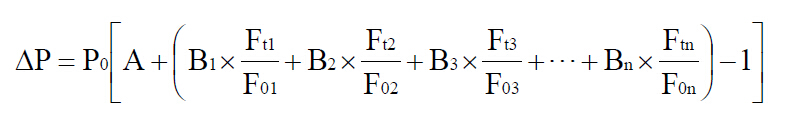 ΔP = P₀[A + (B₁ × Fₜ₁/F₀₁ + B₂ × Fₜ₂/F₀₂ + B₃ × Fₜ₃/F₀₃ + ⋯ + Bₙ × Fₜₙ/F₀ₙ) − 1]